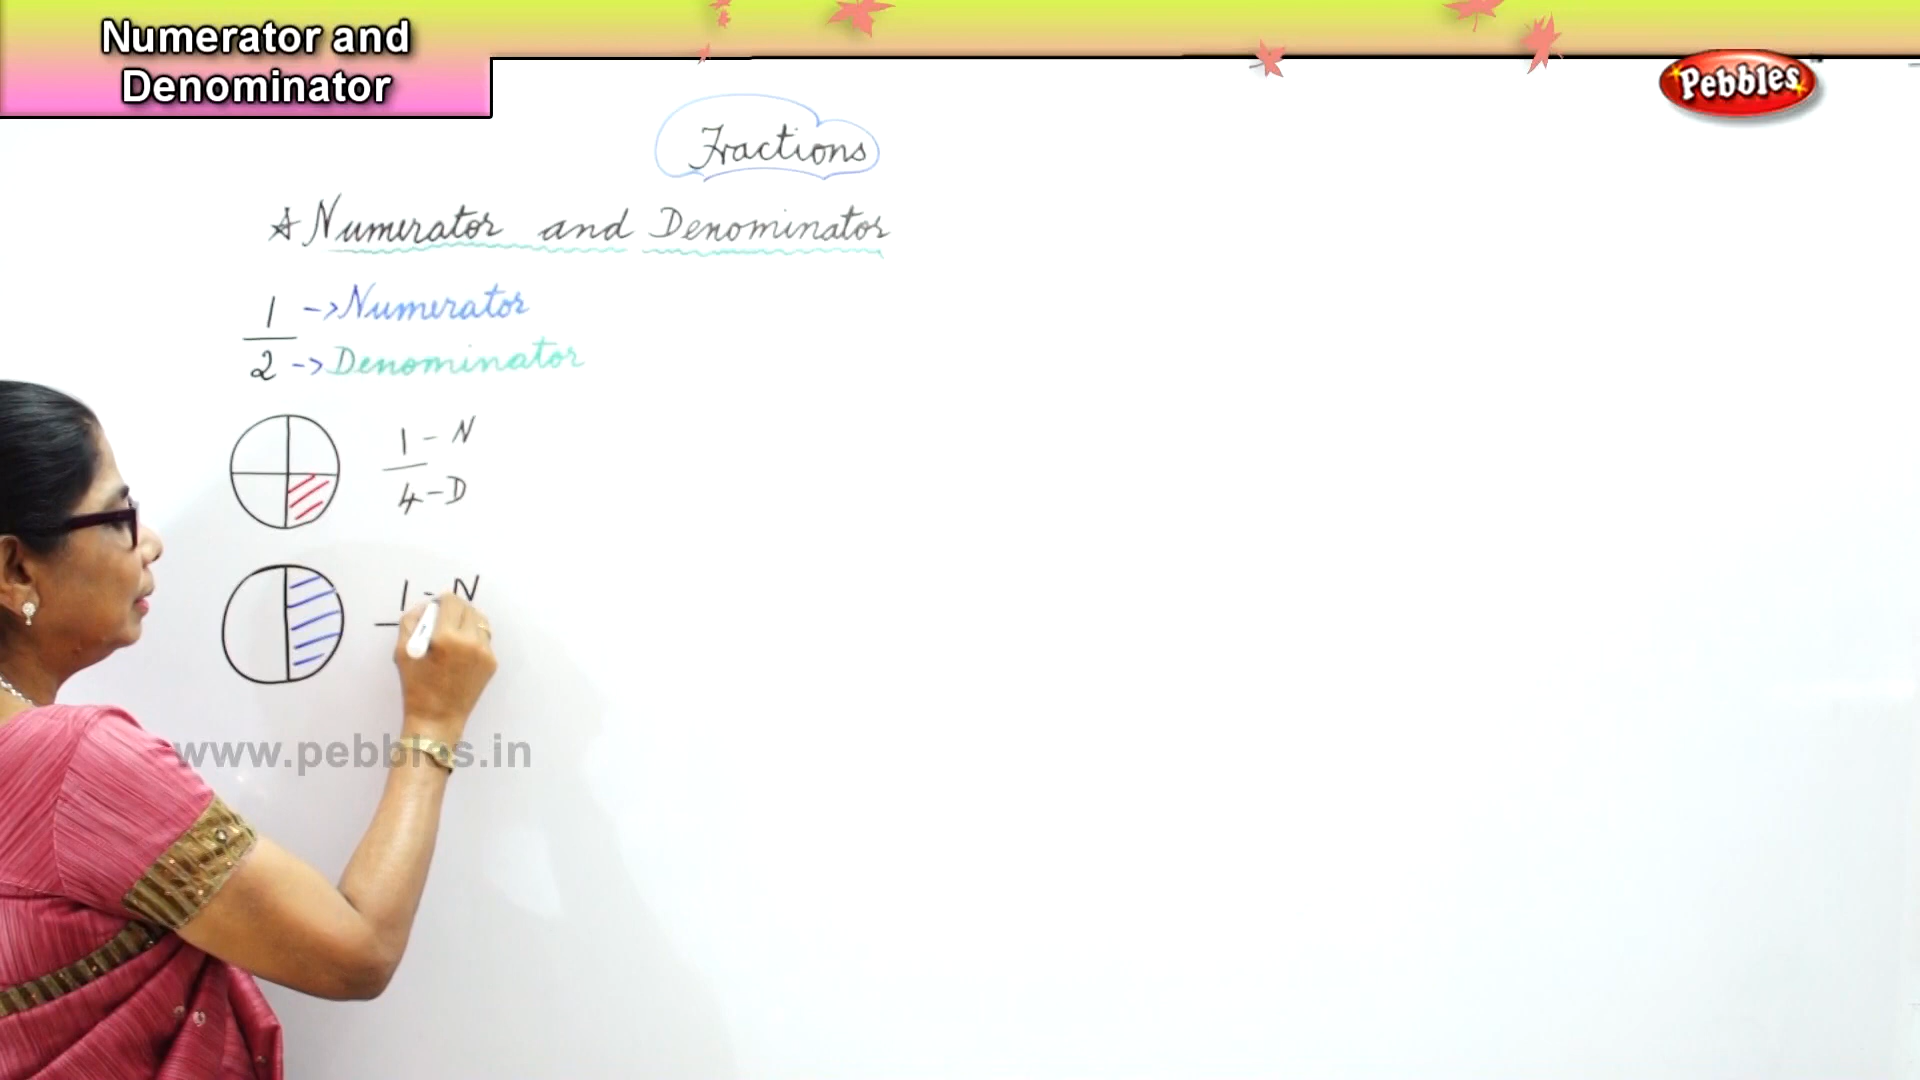 Numerator and
Denominator
Pebbles
Fractions
Numerator and Denominator
1 -> Numerator
2 -> Denominator
1 - N
4 - D
1 - N
www.pebbles.in